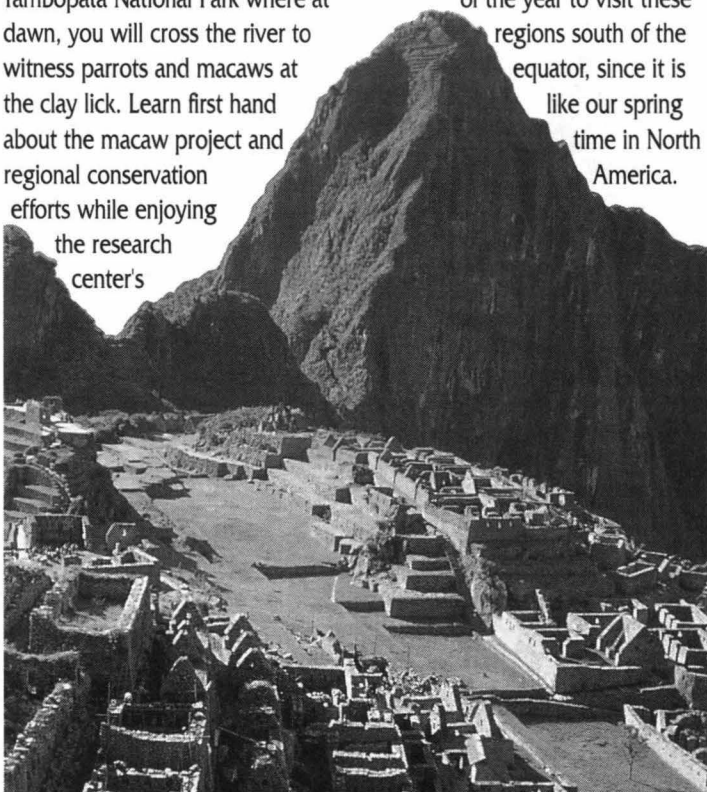 Tambopata National Park where at
dawn, you will cross the river to
witness parrots and macaws at
the clay lick. Learn first hand
about the macaw project and
regional conservation
efforts while enjoying
the research
center's
of the year to visit these
regions south of the
equator, since it is
like our spring
time in North
America.